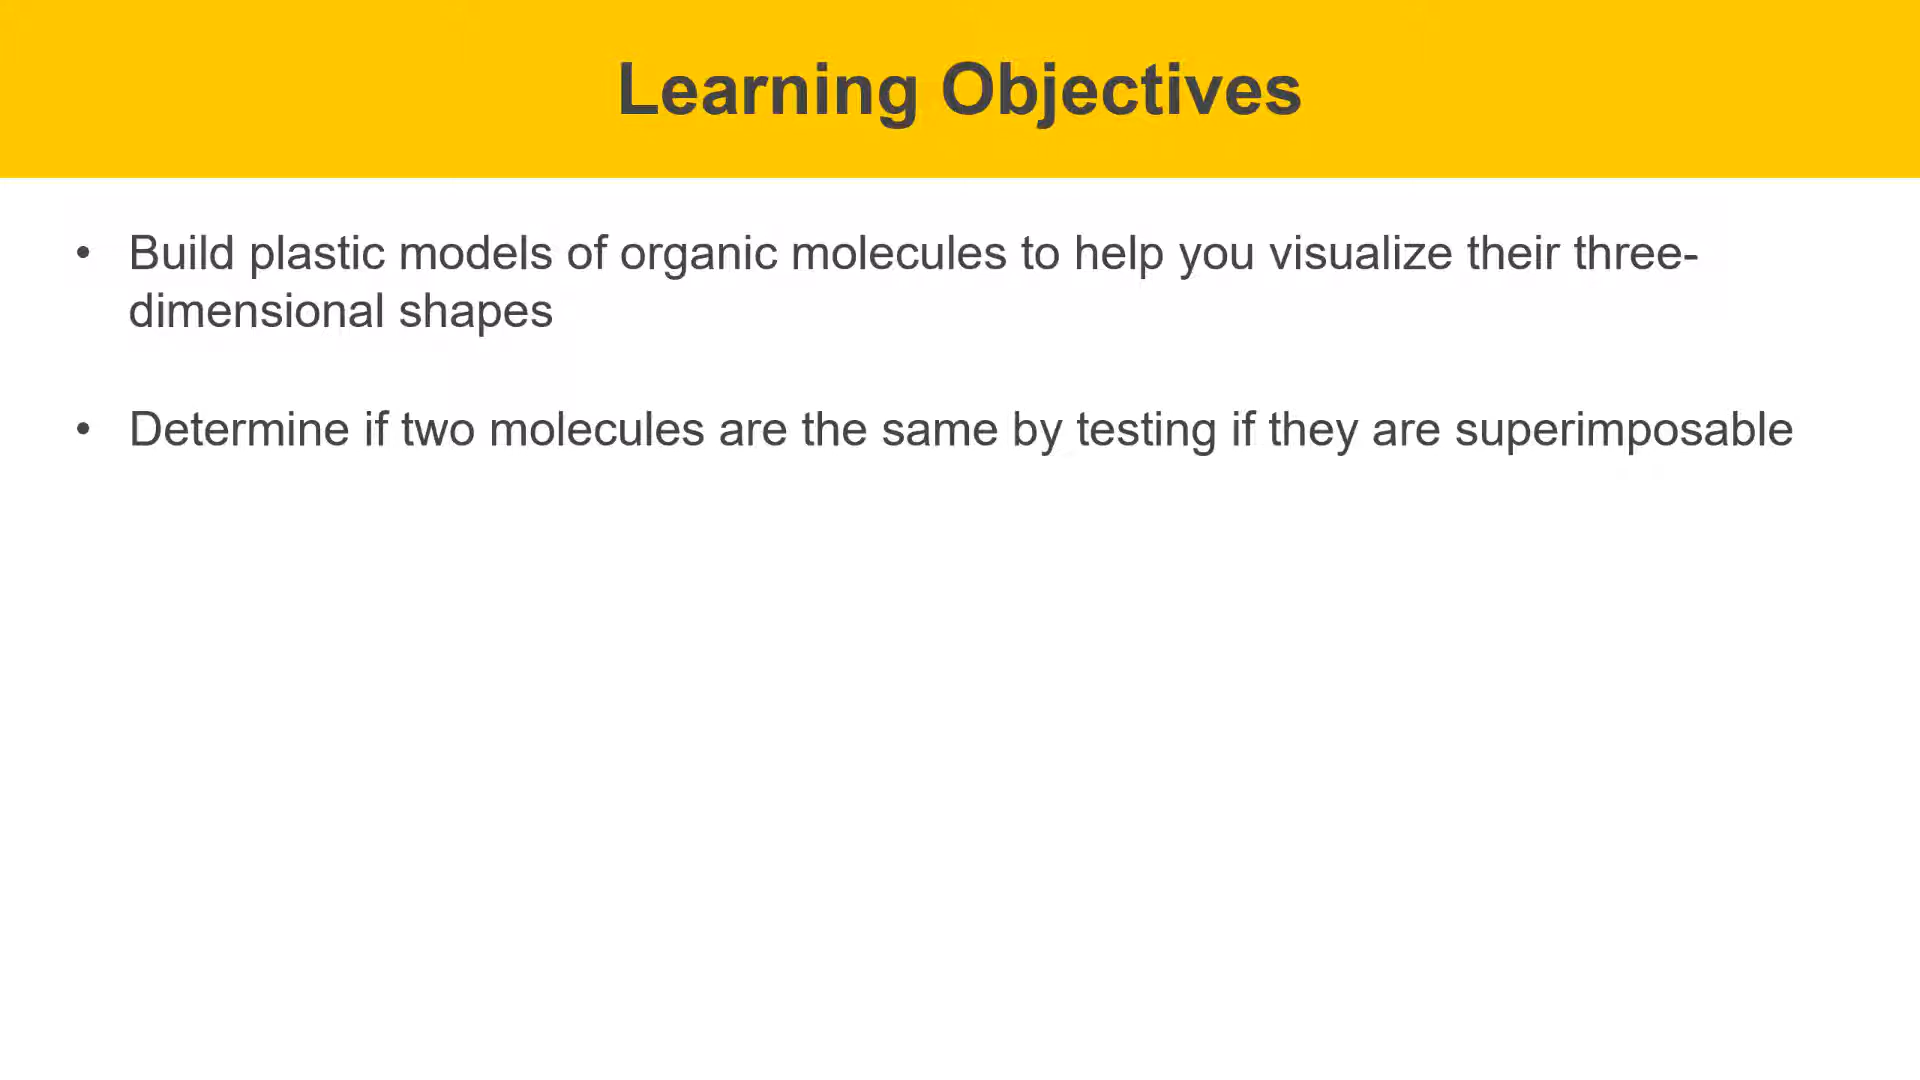 Learning Objectives
• Build plastic models of organic molecules to help you visualize their three-
dimensional shapes
• Determine if two molecules are the same by testing if they are superimposable